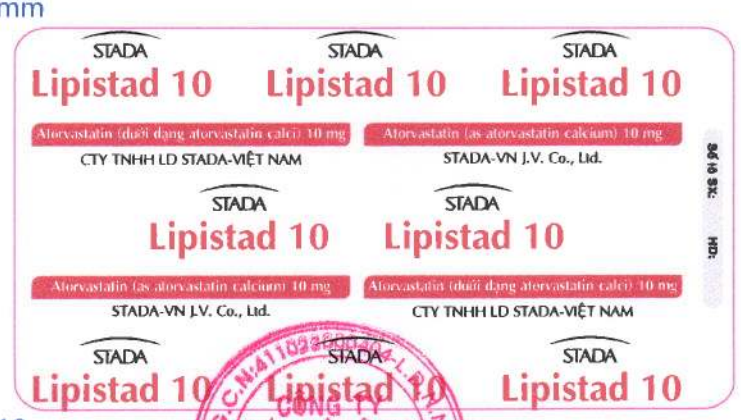 mm
STADA STADA STADA
Lipistad 10 Lipistad 10 Lipistad 10
Atorvastatin (dưới dạng atorvastatin calci) 10 mg Atorvastatin (as atorvastatin calcium) 10 mg
CTY TNHH LD STADA-VIỆT NAM STADA-VN J.V. Co., Ltd.
Số lô SX: HD:
STADA STADA
Lipistad 10 Lipistad 10
Atorvastatin (as atorvastatin calcium) 10 mg Atorvastatin (dưới dạng atorvastatin calci) 10 mg
STADA-VN J.V. Co., Ltd. CTY TNHH LD STADA-VIỆT NAM
STADA STADA STADA
Lipistad 10 Lipistad 10 Lipistad 10
CÔNG TY